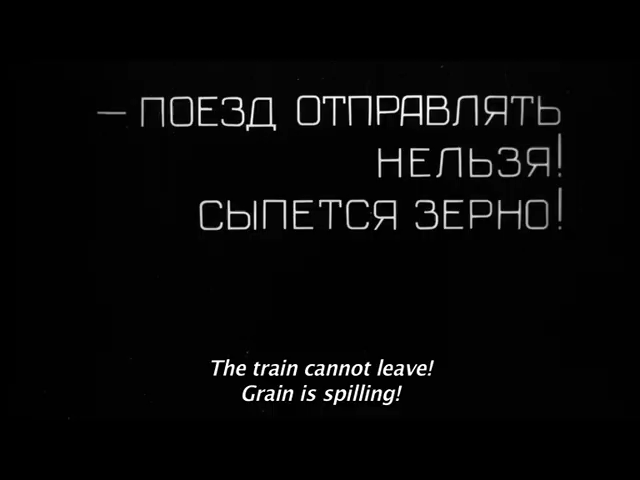 — ПОЕЗД ОТПРАВЛЯТЬ
НЕЛЬЗЯ!
СЫПЕТСЯ ЗЕРНО!
The train cannot leave!
Grain is spilling!